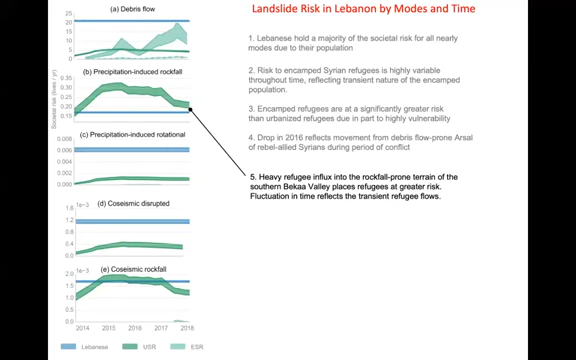 Landslide Risk in Lebanon by Modes and Time
(a) Debris flow
25
20
15
10
5
0
1. Lebanese hold a majority of the societal risk for all nearly
modes due to their population
(b) Precipitation-induced rockfall
0.35
0.30
0.25
0.20
0.15
Societal risk (lives / yr)
2. Risk to encamped Syrian refugees is highly variable
throughout time, reflecting transient nature of the encamped
population.
3. Encamped refugees are at a significantly greater risk
than urbanized refugees due in part to highly vulnerability
(c) Precipitation-induced rotational
0.008
0.006
0.004
0.002
0.000
4. Drop in 2016 reflects movement from debris flow-prone Arsal
of rebel-allied Syrians during period of conflict
5. Heavy refugee influx into the rockfall-prone terrain of the
southern Bekaa Valley places refugees at greater risk.
Fluctuation in time reflects the transient refugee flows.
(d) Coseismic disrupted
1e-3
1.6
1.2
0.8
0.4
0.0
(e) Coseismic rockfall
1e-3
2.0
1.5
1.0
0.5
0.0
2014 2015 2016 2017 2018
Lebanese USR ESR